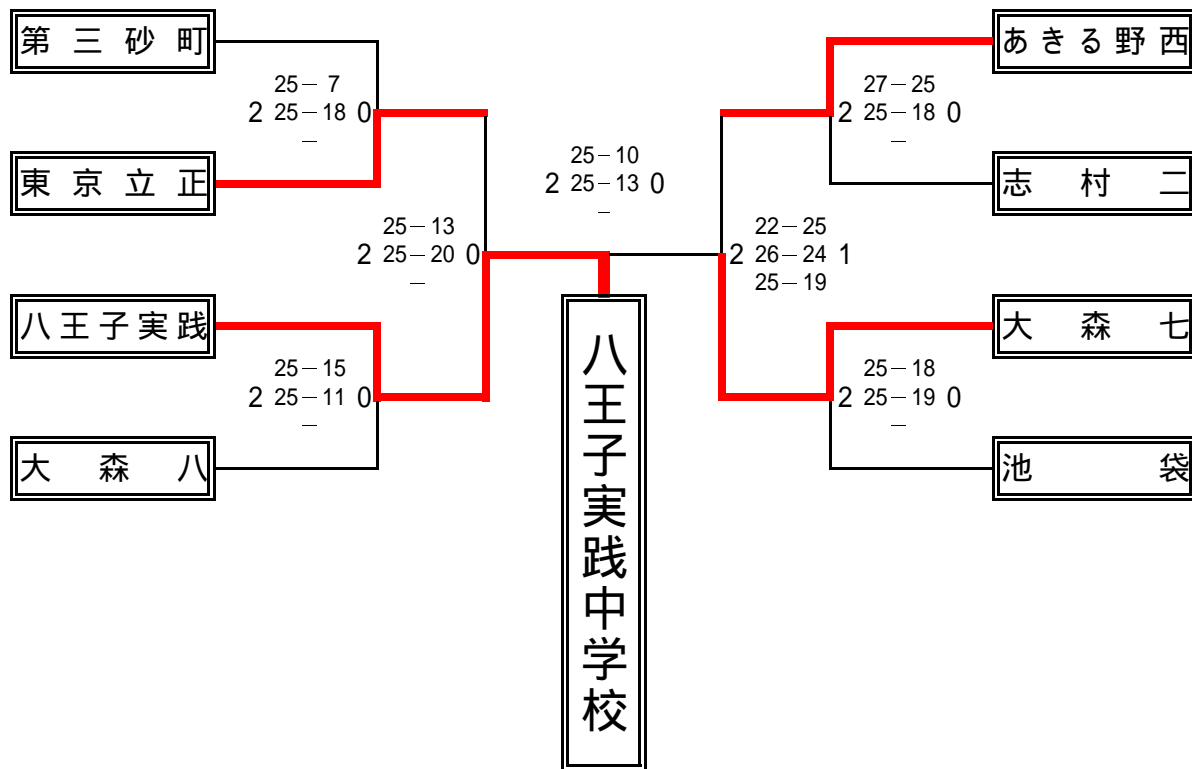 第三砂町
25－7
2 25－18 0
－
東京立正
25－13
2 25－20 0
－
八王子実践
25－15
2 25－11 0
－
大森八
25－10
2 25－13 0
－
八王子実践中学校
あきる野西
27－25
2 25－18 0
－
志村二
22－25
2 26－24 1
25－19
大森七
25－18
2 25－19 0
－
池袋